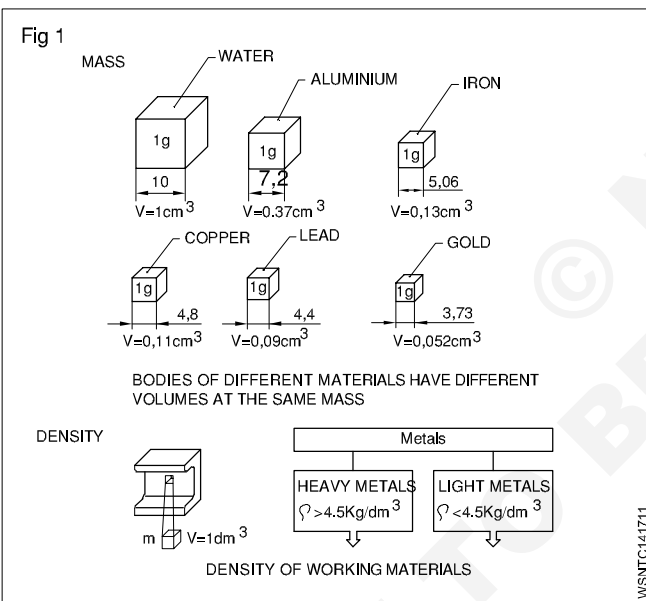 Fig 1
MASS
WATER
ALUMINIUM
IRON
1g
1g
1g
10
7,2
5,06
V=1cm³
V=0.37cm³
V=0,13cm³
COPPER
LEAD
GOLD
1g
1g
1g
4,8
4,4
3,73
V=0,11cm³
V=0,09cm³
V=0,052cm³
BODIES OF DIFFERENT MATERIALS HAVE DIFFERENT
VOLUMES AT THE SAME MASS
DENSITY
Metals
HEAVY METALS
LIGHT METALS
ρ>4.5Kg/dm³
ρ<4.5Kg/dm³
m
V=1dm³
DENSITY OF WORKING MATERIALS
WSNTC141711
©
TO B